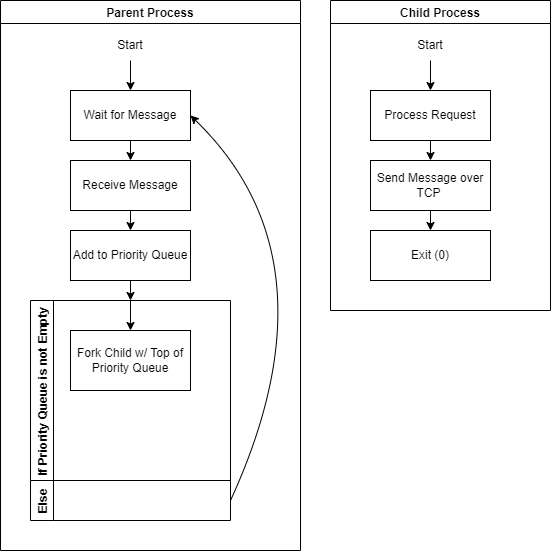 Parent Process
Start
Wait for Message
Receive Message
Add to Priority Queue
If Priority Queue is not Empty
Fork Child w/ Top of
Priority Queue
Else
Child Process
Start
Process Request
Send Message over
TCP
Exit (0)